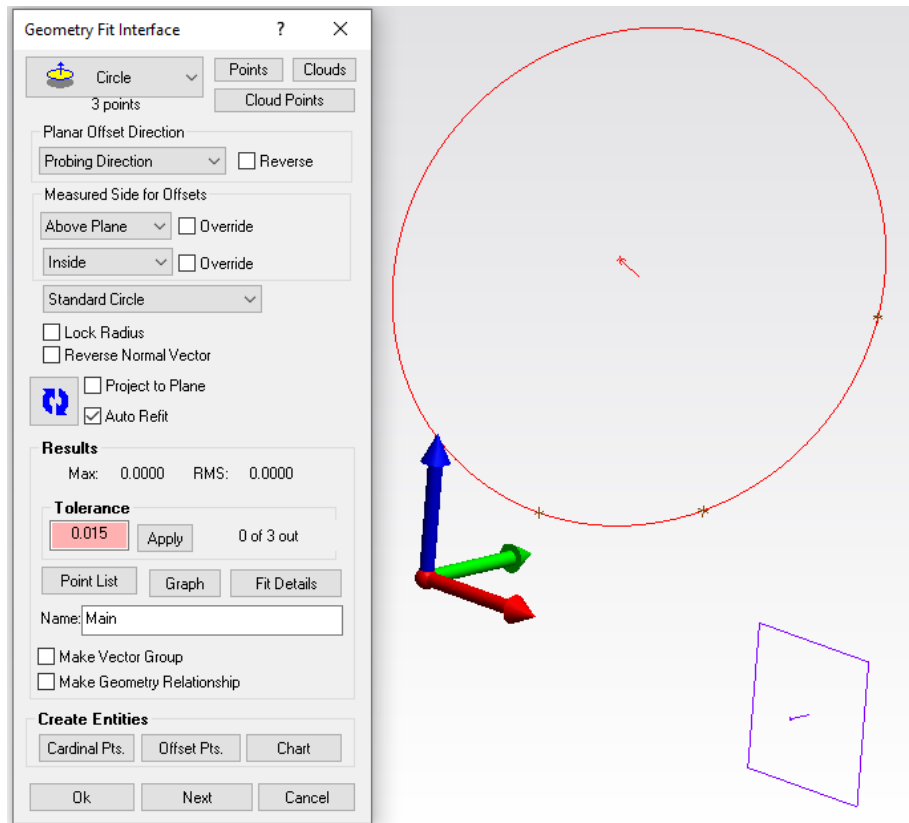 Geometry Fit Interface ? ×
Circle Points Clouds
3 points Cloud Points
Planar Offset Direction
Probing Direction Reverse
Measured Side for Offsets
Above Plane Override
Inside Override
Standard Circle
Lock Radius
Reverse Normal Vector
Project to Plane
Auto Refit
Results
Max: 0.0000 RMS: 0.0000
Tolerance
0.015 Apply 0 of 3 out
Point List Graph Fit Details
Name: Main
Make Vector Group
Make Geometry Relationship
Create Entities
Cardinal Pts. Offset Pts. Chart
Ok Next Cancel